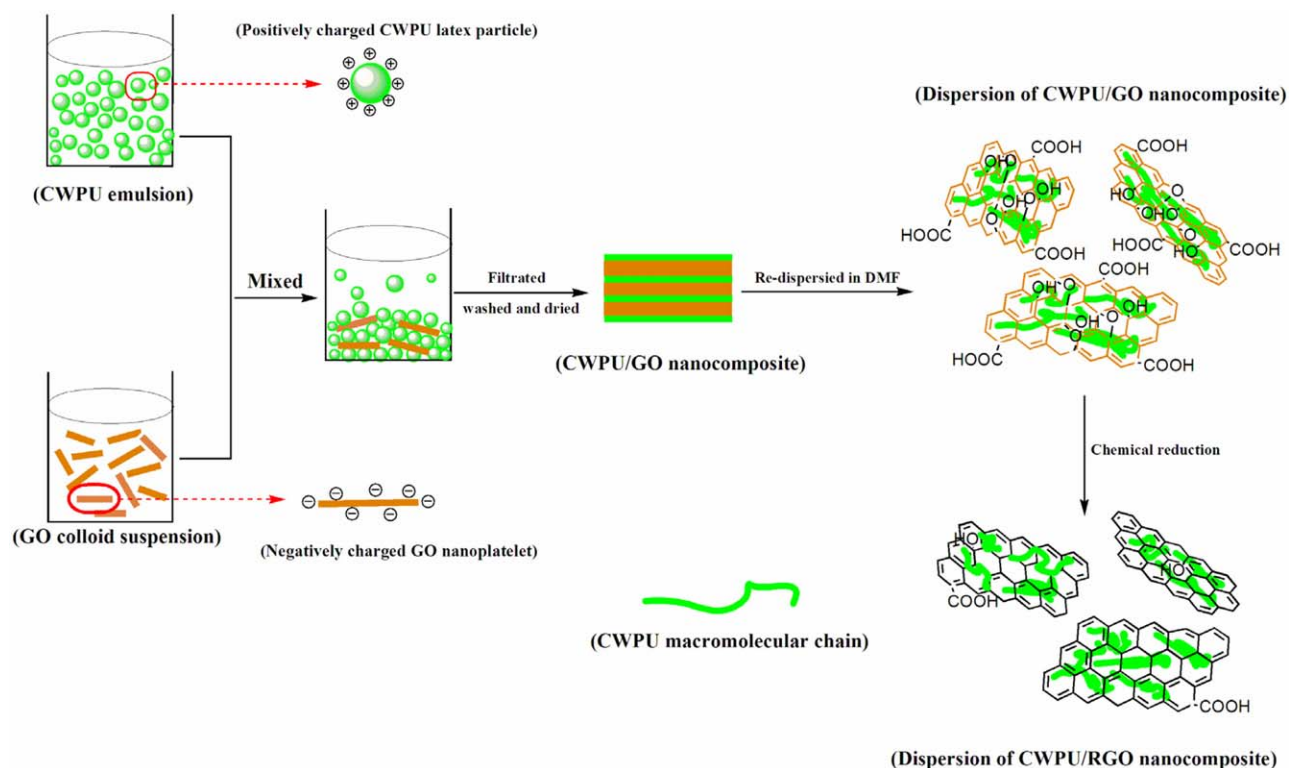 (Positively charged CWPU latex particle)
(CWPU emulsion)
Mixed
(GO colloid suspension)
(Negatively charged GO nanoplatelet)
Filtrated
washed and dried
(CWPU/GO nanocomposite)
Re-dispersied in DMF
(Dispersion of CWPU/GO nanocomposite)
COOH
OH
O
OH
OH
O
O
HOOC
COOH
COOH
O
HO
OH
HO
O
HO
HOOC
COOH
COOH
OH
O
OH
O
OH
O
HOOC
COOH
Chemical reduction
HO
COOH
HO
COOH
(CWPU macromolecular chain)
(Dispersion of CWPU/RGO nanocomposite)